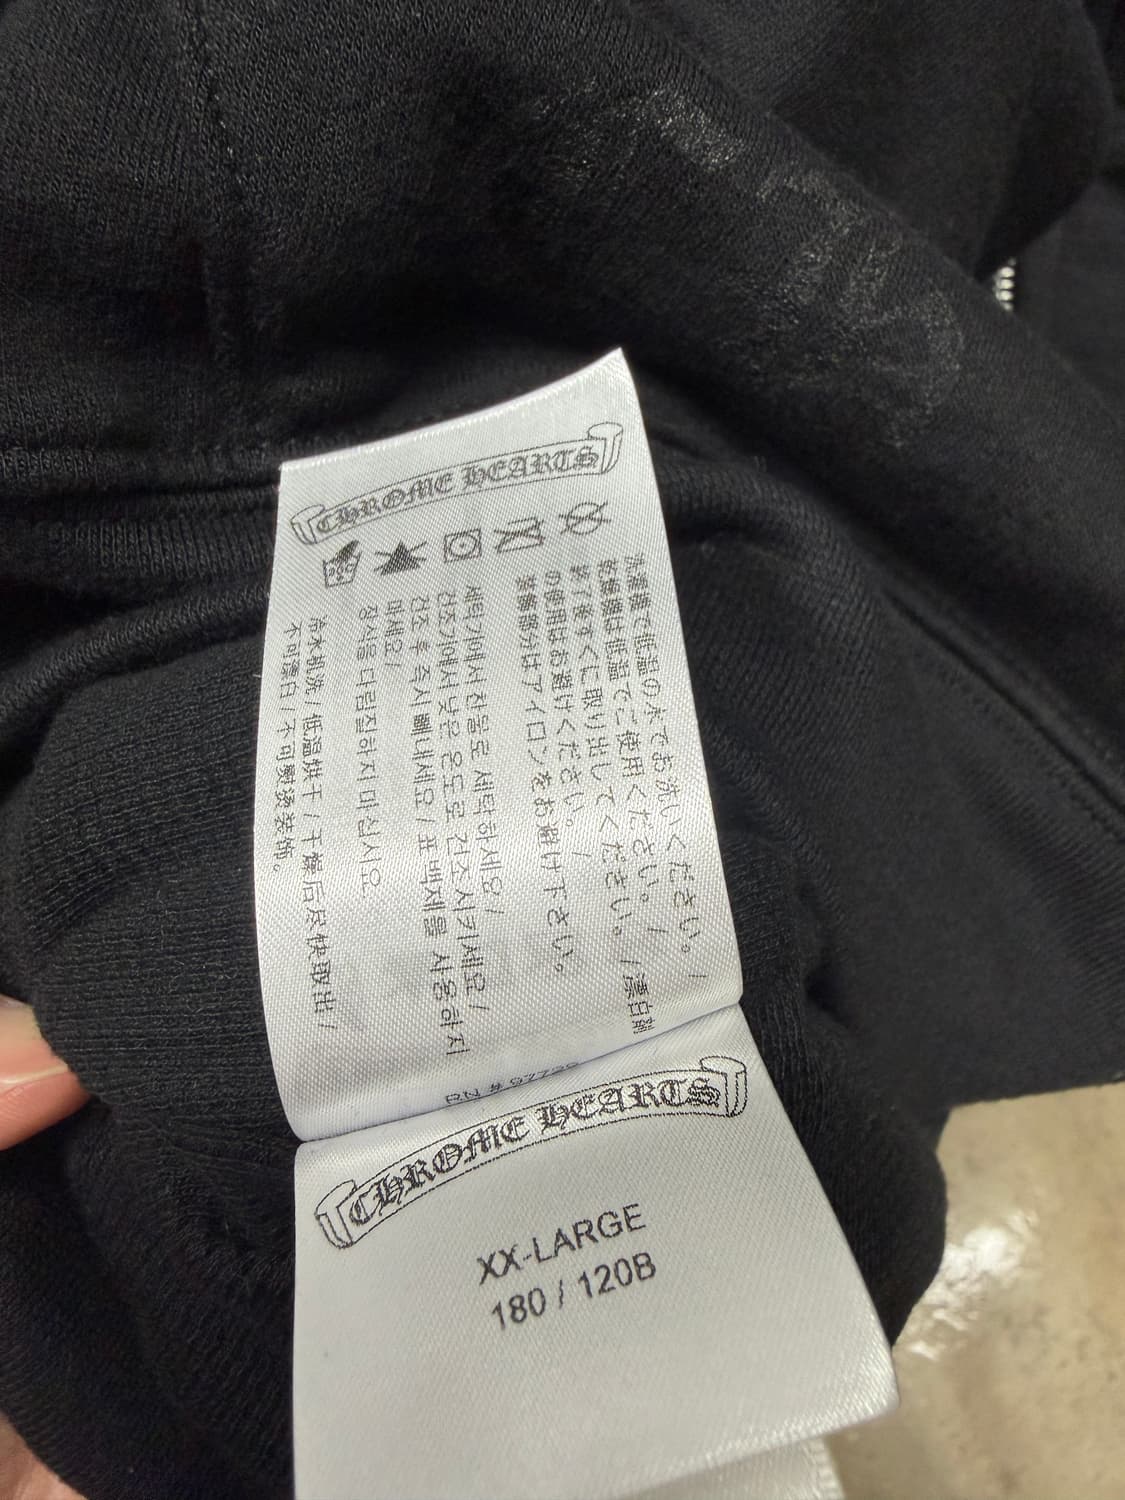 CHROME HEARTS
洗濯機で低温の水でお洗いください。 /
乾燥機は低温でご使用ください。 /
終了後すぐに取り出してください。 / 漂白剤
の使用はお避けください。 /
装飾部分はアイロンをお避け下さい。
세탁기에서 찬물로 세탁하세요 /
건조기에서 낮은 온도로 건조시키세요 /
건조 후 즉시 빼내세요 / 표백제를 사용하지
마세요 /
장식을 다림질하지 마십시오
冷水机洗 / 低温烘干 / 干燥后尽快取出 /
不可漂白 / 不可熨烫装饰。
CHROME HEARTS
XX-LARGE
180 / 120B